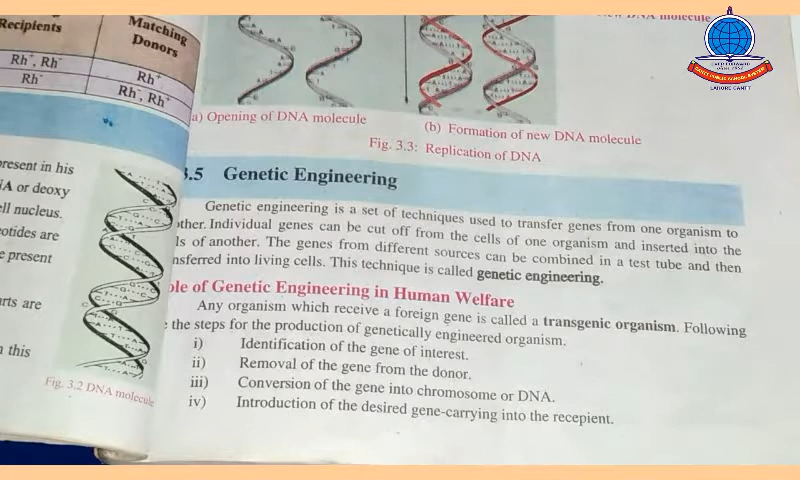 Recipients
Matching
Donors
Rh+, Rh-
Rh+
Rh-
Rh-, Rh+
present in his
A or deoxy
ll nucleus.
otides are
e present
arts are
this
Fig. 3.2 DNA molecule
DNA molecule
a) Opening of DNA molecule
(b) Formation of new DNA molecule
Fig. 3.3: Replication of DNA
3.5 Genetic Engineering
Genetic engineering is a set of techniques used to transfer genes from one organism to
other. Individual genes can be cut off from the cells of one organism and inserted into the
ls of another. The genes from different sources can be combined in a test tube and then
nsferred into living cells. This technique is called genetic engineering.
ole of Genetic Engineering in Human Welfare
Any organism which receive a foreign gene is called a transgenic organism. Following
the steps for the production of genetically engineered organism.
i) Identification of the gene of interest.
ii) Removal of the gene from the donor.
iii) Conversion of the gene into chromosome or DNA.
iv) Introduction of the desired gene-carrying into the recepient.
LAHORE CANTT